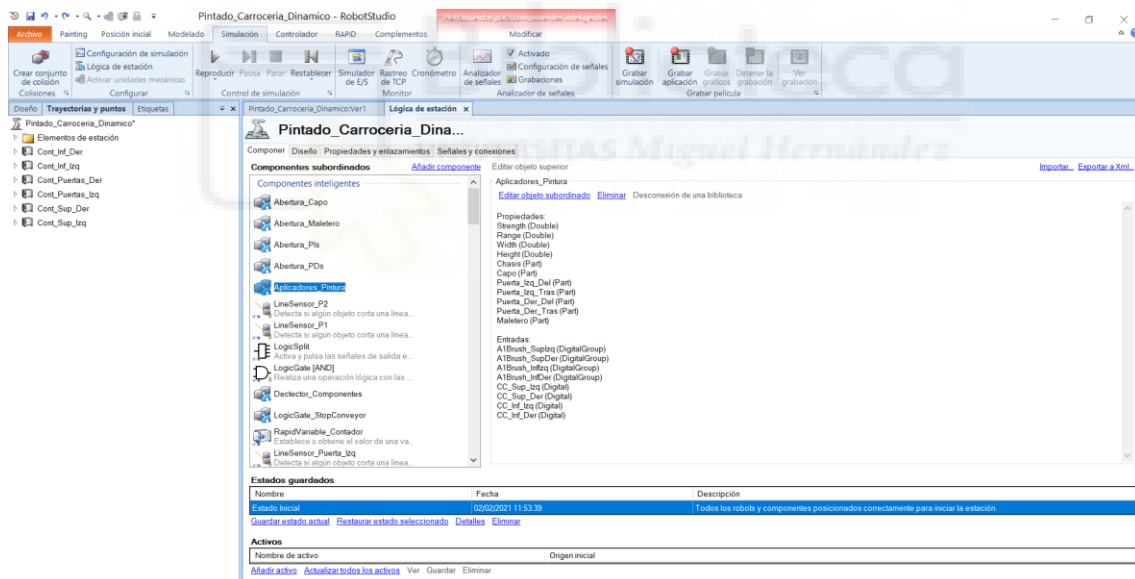 Pintado_Carroceria_Dinamico - RobotStudio
Herramientas para componentes inteligentes
Archivo Painting Posición inicial Modelado Simulación Controlador RAPID Complementos Modificar
Crear conjunto de colisión
Configuración de simulación
Lógica de estación
Activar unidades mecánicas
Reproducir Pausa Parar Restablecer
Simulador de E/S
Rastreo de TCP
Cronómetro
Analizador de señales
Activado
Configuración de señales
Grabaciones
Grabar simulación
Grabar aplicación
Grabar gráficos
Detener la grabación
Ver grabación
Colisiones Configurar Control de simulación Monitor Analizador de señales Grabar película
Diseño Trayectorias y puntos Etiquetas
Pintado_Carroceria_Dinamico:Ver1 Lógica de estación x
Pintado_Carroceria_Dinamico*
Elementos de estación
Cont_Inf_Der
Cont_Inf_Izq
Cont_Puertas_Der
Cont_Puertas_Izq
Cont_Sup_Der
Cont_Sup_Izq
Pintado_Carroceria_Dina...
Componer Diseño Propiedades y enlazamientos Señales y conexiones
UNIVERSITAS Miguel Hernández
Componentes subordinados Añadir componente
Componentes inteligentes
Abertura_Capo
Abertura_Maletero
Abertura_PIs
Abertura_PDs
Aplicadores_Pintura
LineSensor_P2
Detecta si algún objeto corta una línea...
LineSensor_P1
Detecta si algún objeto corta una línea...
LogicSplit
Activa y pulsa las señales de salida e...
LogicGate [AND]
Realiza una operación lógica con las ...
Dectector_Componentes
LogicGate_StopConveyor
RapidVariable_Contador
Establece u obtiene el valor de una va...
LineSensor_Puerta_Izq
Detecta si algún objeto corta una línea...
Editar objeto superior Importar... Exportar a Xml...
Aplicadores_Pintura
Editar objeto subordinado Eliminar Desconexión de una biblioteca
Propiedades:
Strength (Double)
Range (Double)
Width (Double)
Height (Double)
Chasis (Part)
Capo (Part)
Puerta_Izq_Del (Part)
Puerta_Izq_Tras (Part)
Puerta_Der_Del (Part)
Puerta_Der_Tras (Part)
Maletero (Part)
Entradas:
A1Brush_SupIzq (DigitalGroup)
A1Brush_SupDer (DigitalGroup)
A1Brush_InfIzq (DigitalGroup)
A1Brush_InfDer (DigitalGroup)
CC_Sup_Izq (Digital)
CC_Sup_Der (Digital)
CC_Inf_Izq (Digital)
CC_Inf_Der (Digital)
Estados guardados
Nombre Fecha Descripción
Estado Inicial 02/02/2021 11:53:39 Todos los robots y componentes posicionados correctamente para iniciar la estación.
Guardar estado actual Restaurar estado seleccionado Detalles Eliminar
Activos
Nombre de activo Origen inicial
Añadir activo Actualizar todos los activos Ver Guardar Eliminar